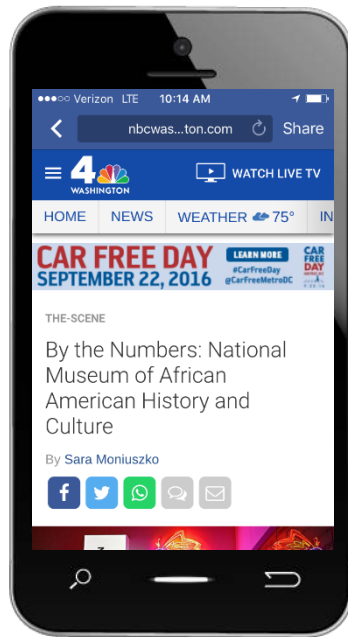 Verizon LTE 10:14 AM
nbcwas...ton.com Share
4
WASHINGTON
WATCH LIVE TV
HOME NEWS WEATHER 75° IN
CAR FREE DAY
SEPTEMBER 22, 2016
LEARN MORE
#CarFreeDay
@CarFreeMetroDC
CAR
FREE
DAY
THE-SCENE
By the Numbers: National
Museum of African
American History and
Culture
By Sara Moniuszko